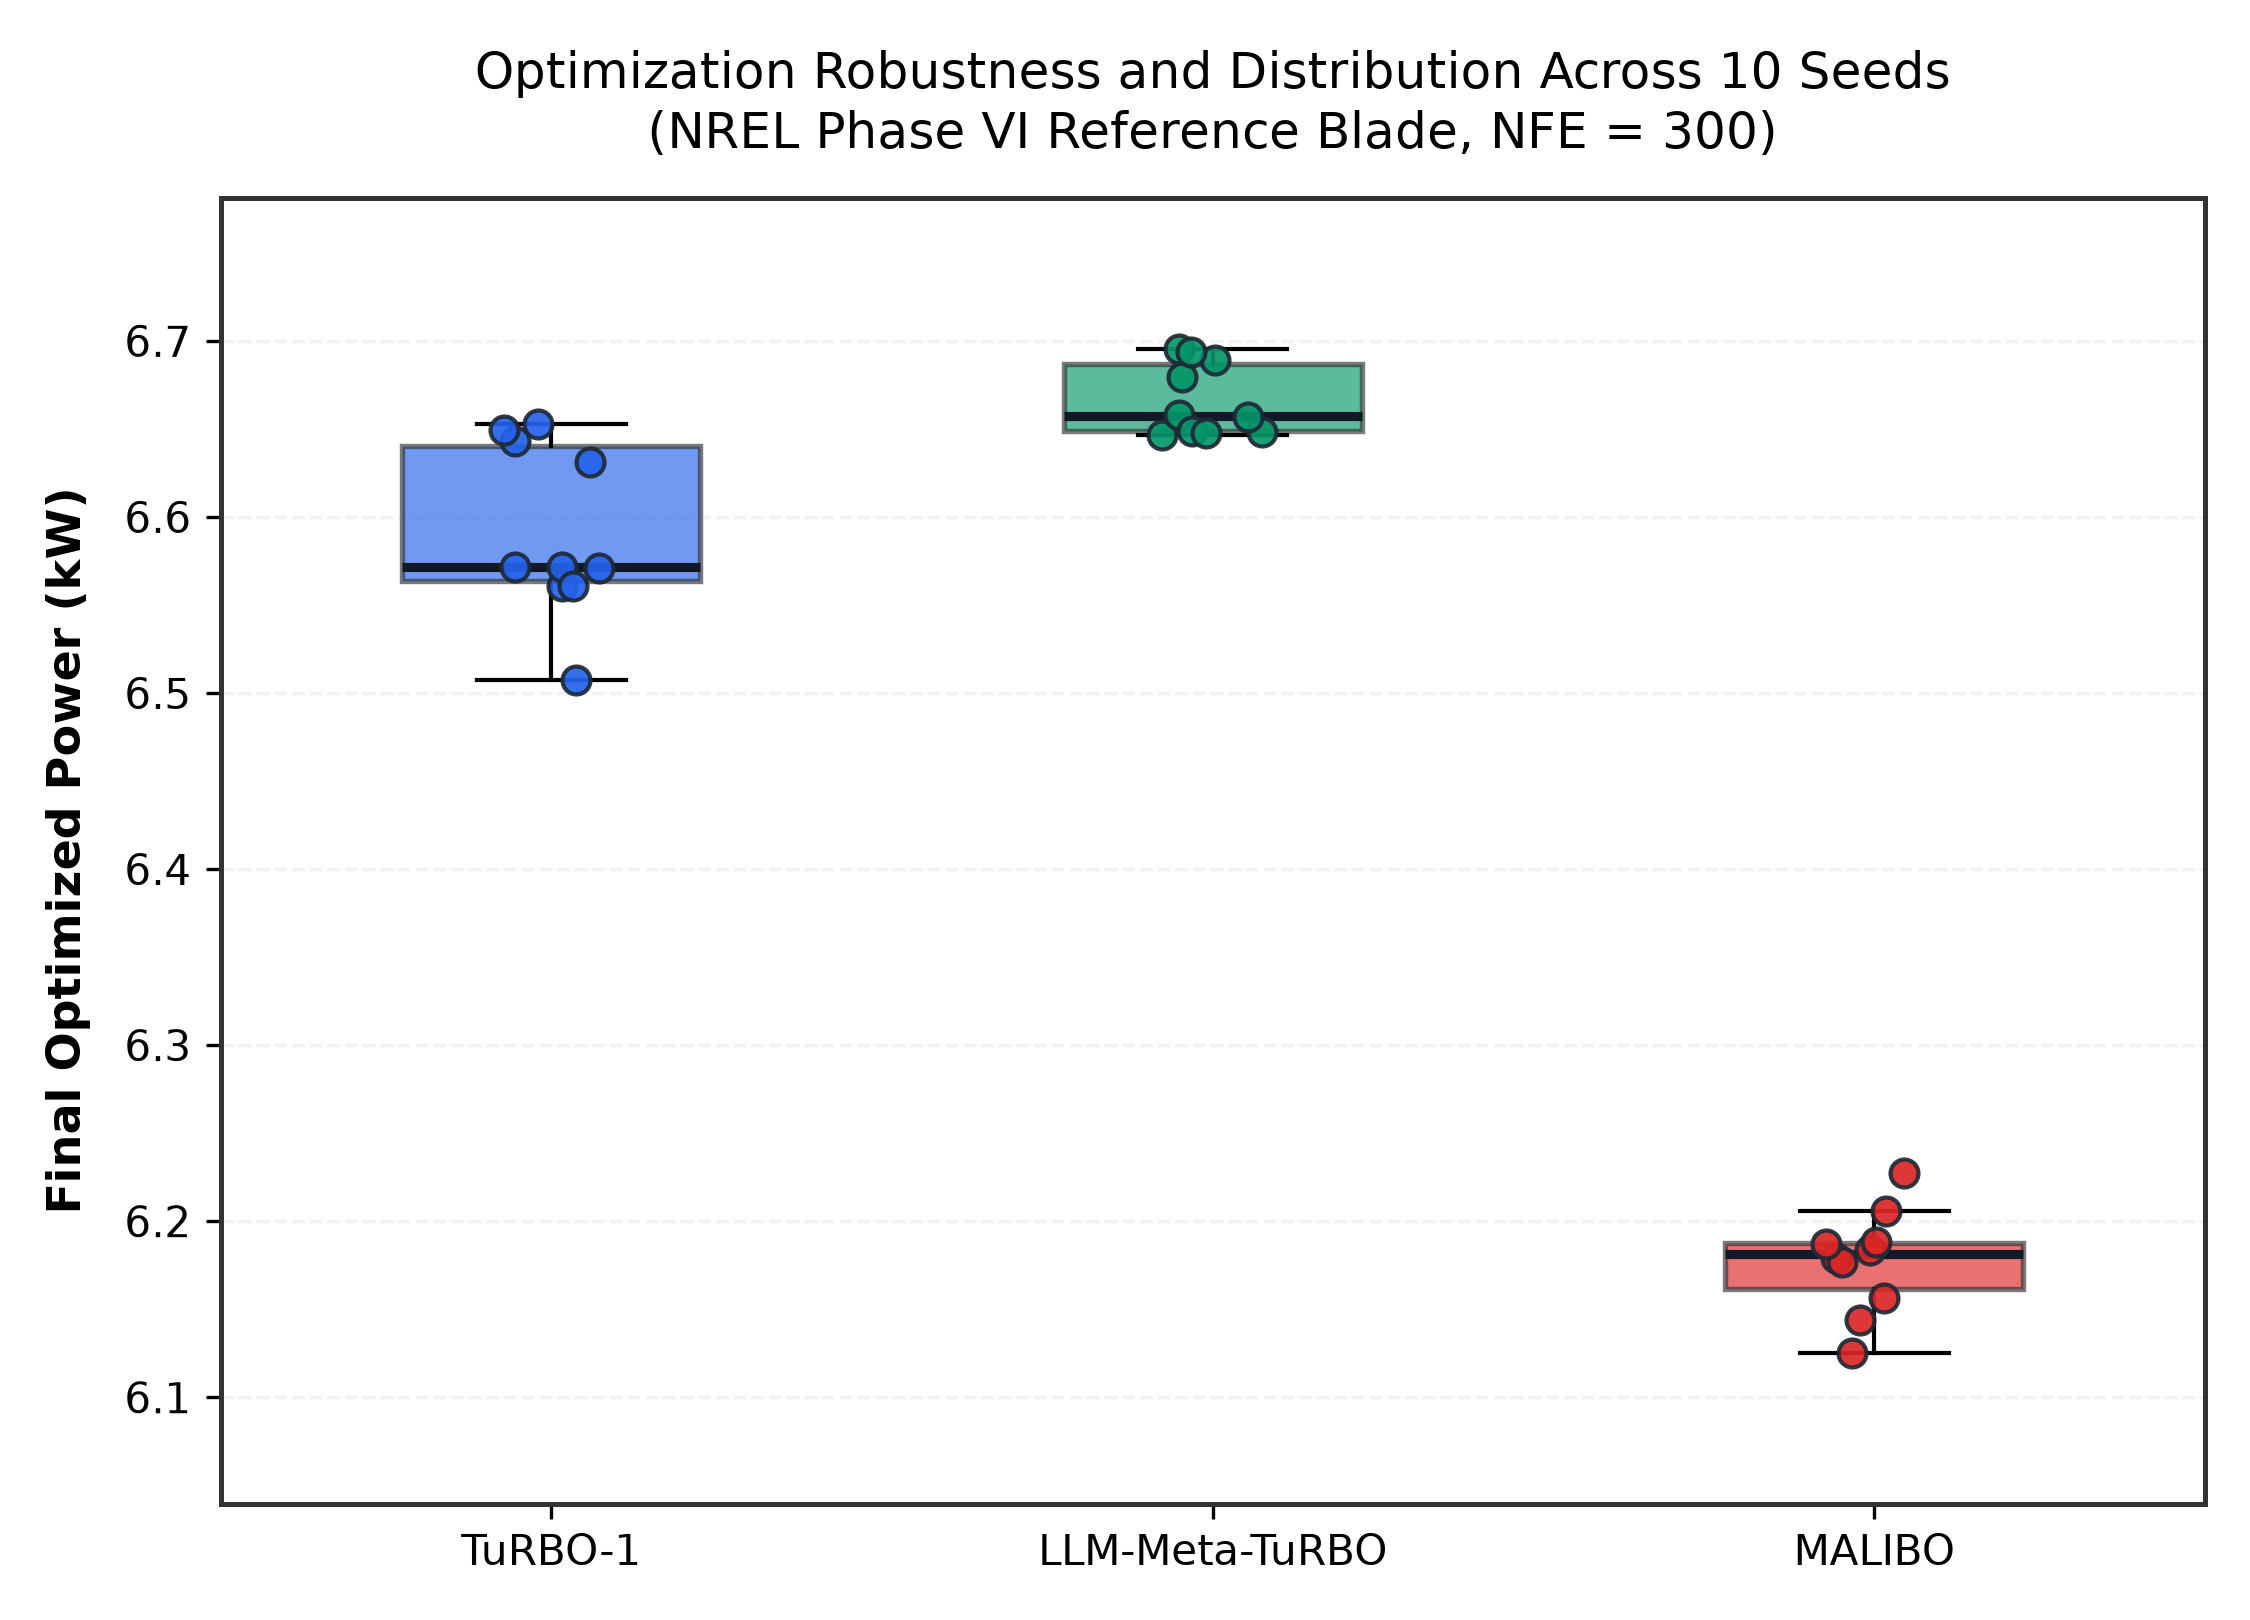 Optimization Robustness and Distribution Across 10 Seeds
(NREL Phase VI Reference Blade, NFE = 300)
Final Optimized Power (kW)
6.7
6.6
6.5
6.4
6.3
6.2
6.1
TuRBO-1
LLM-Meta-TuRBO
MALIBO